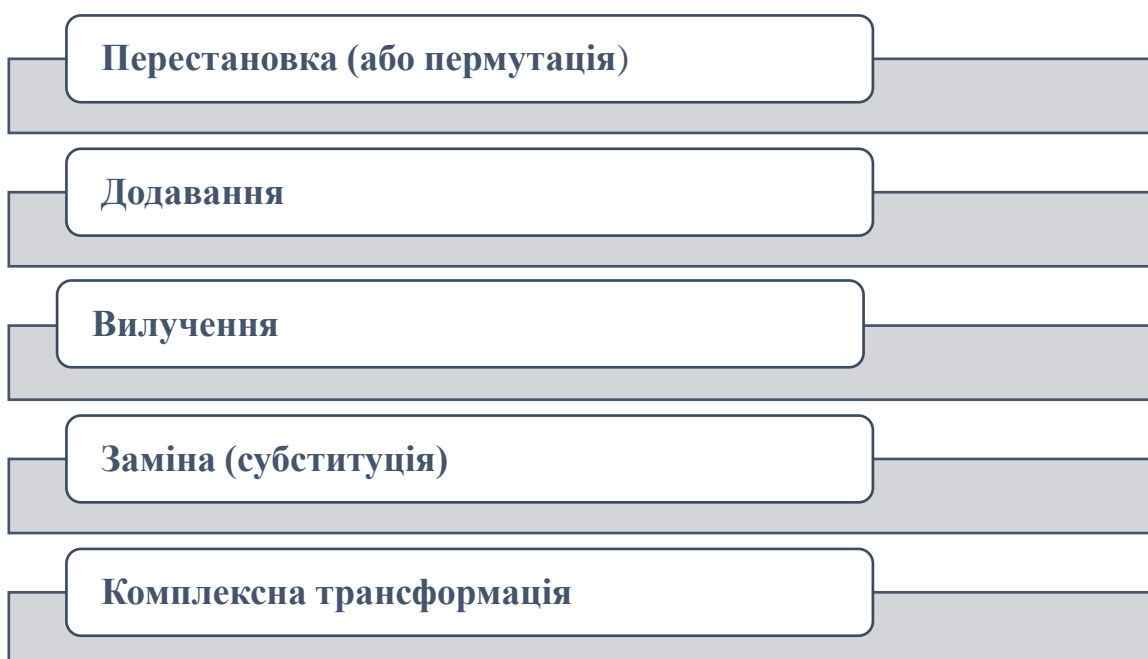 Перестановка (або пермутація)
Додавання
Вилучення
Заміна (субституція)
Комплексна трансформація